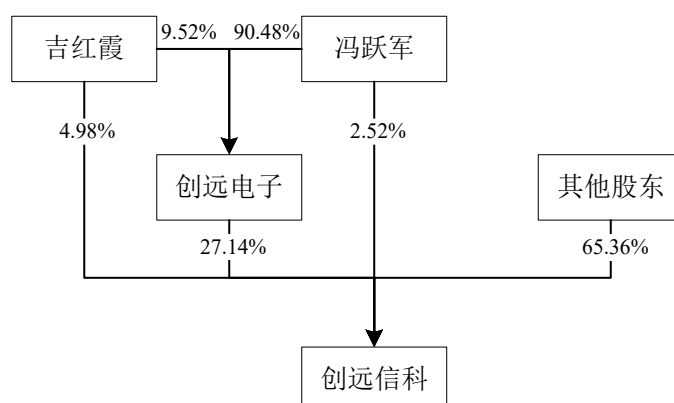 吉红霞
9.52%
90.48%
冯跃军
4.98%
2.52%
创远电子
其他股东
27.14%
65.36%
创远信科